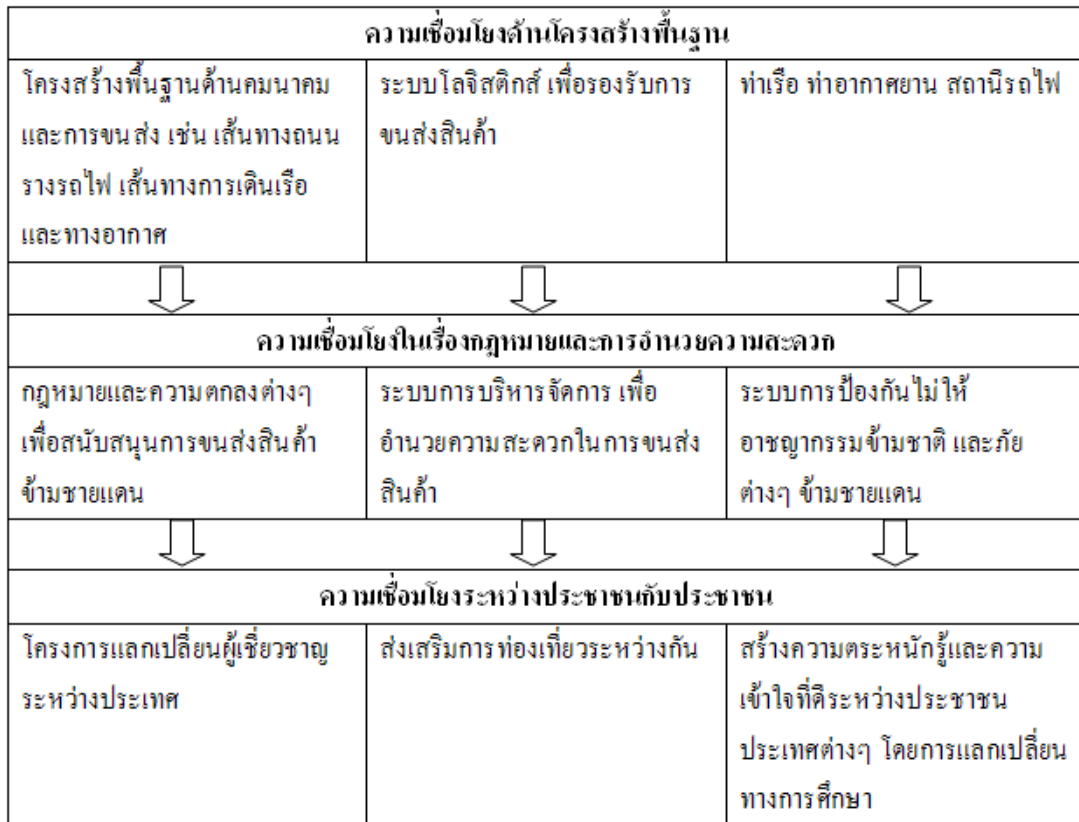 ความเชื่อมโยงด้านโครงสร้างพื้นฐาน
โครงสร้างพื้นฐานด้านคมนาคม
และการขนส่ง เช่น เส้นทางถนน
รางรถไฟ เส้นทางการเดินเรือ
และทางอากาศ
ระบบโลจิสติกส์ เพื่อรองรับการ
ขนส่งสินค้า
ท่าเรือ ท่าอากาศยาน สถานีรถไฟ
ความเชื่อมโยงในเรื่องกฎหมายและการอำนวยความสะดวก
กฎหมายและความตกลงต่างๆ
เพื่อสนับสนุนการขนส่งสินค้า
ข้ามชายแดน
ระบบการบริหารจัดการ เพื่อ
อำนวยความสะดวกในการขนส่ง
สินค้า
ระบบการป้องกันไม่ให้
อาชญากรรมข้ามชาติ และภัย
ต่างๆ ข้ามชายแดน
ความเชื่อมโยงระหว่างประชาชนกับประชาชน
โครงการแลกเปลี่ยนผู้เชี่ยวชาญ
ระหว่างประเทศ
ส่งเสริมการท่องเที่ยวระหว่างกัน
สร้างความตระหนักรู้และความ
เข้าใจที่ดีระหว่างประชาชน
ประเทศต่างๆ โดยการแลกเปลี่ยน
ทางการศึกษา